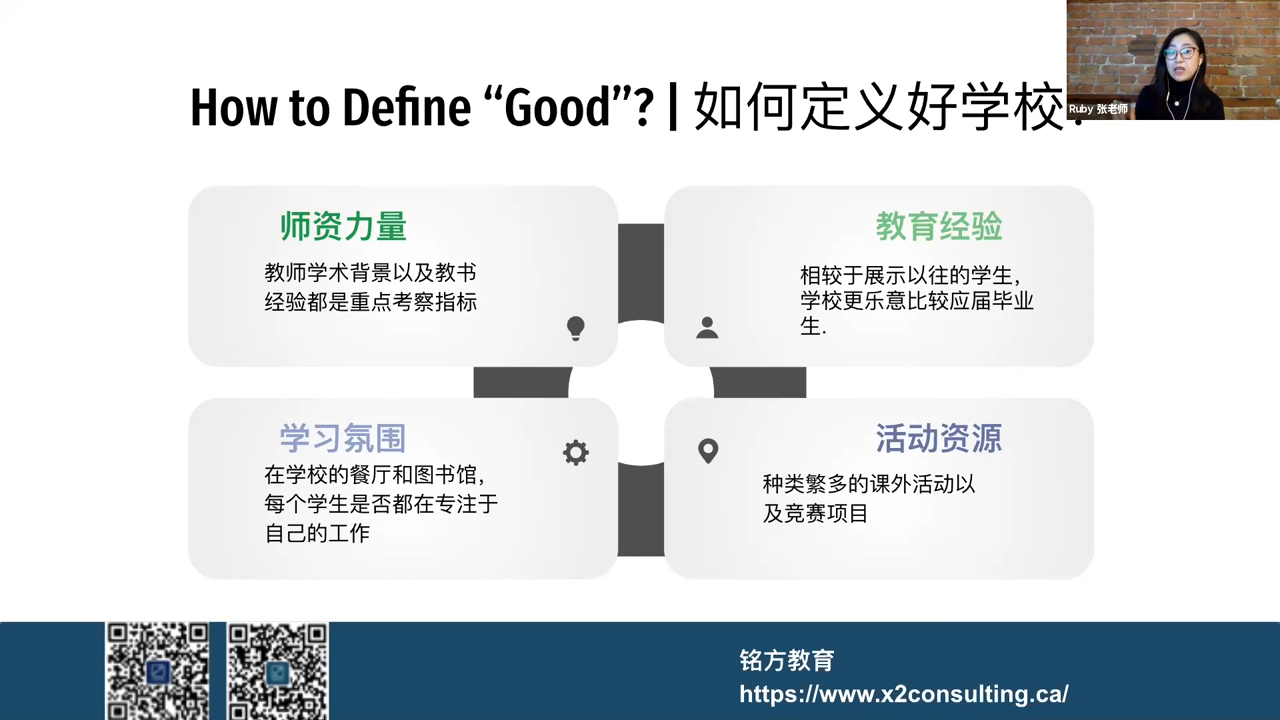 How to Define “Good”? | 如何定义好学校?
Ruby 张老师
师资力量
教师学术背景以及教书
经验都是重点考察指标
教育经验
相较于展示以往的学生，
学校更乐意比较应届毕业
生.
学习氛围
在学校的餐厅和图书馆，
每个学生是否都在专注于
自己的工作
活动资源
种类繁多的课外活动以
及竞赛项目
铭方教育
https://www.x2consulting.ca/